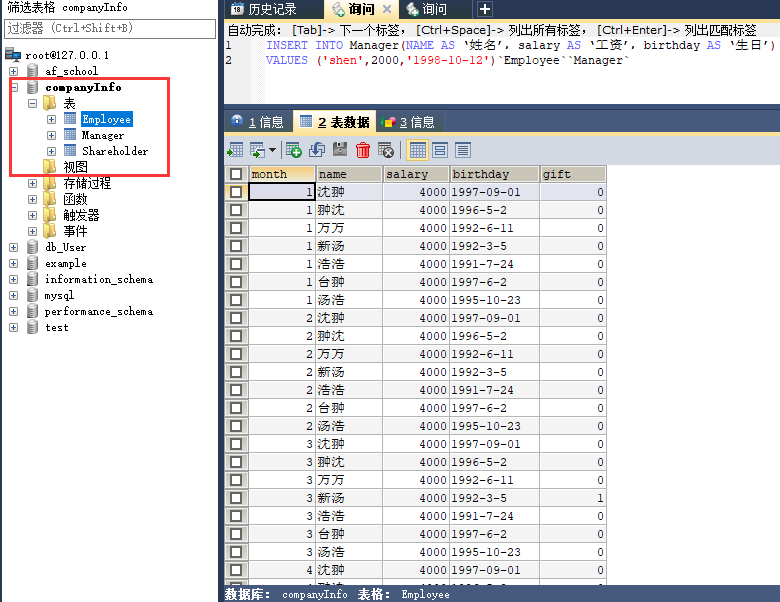 筛选表格 companyInfo
过滤器 (Ctrl+Shift+B)
root@127.0.0.1
af_school
companyInfo
表
Employee
Manager
Shareholder
视图
存储过程
函数
触发器
事件
db_User
example
information_schema
mysql
performance_schema
test
历史记录 询问 询问
自动完成： [Tab]-> 下一个标签， [Ctrl+Space]-> 列出所有标签， [Ctrl+Enter]-> 列出匹配标签
1 INSERT INTO Manager(NAME AS ‘姓名’, salary AS ‘工资’, birthday AS ‘生日’)
2 VALUES ('shen',2000,'1998-10-12')`Employee``Manager`
1 信息 2 表数据 3 信息
month name salary birthday gift
1 沈翀 4000 1997-09-01 0
1 翀沈 4000 1996-5-2 0
1 万万 4000 1992-6-11 0
1 新汤 4000 1992-3-5 0
1 浩浩 4000 1991-7-24 0
1 台翀 4000 1997-6-2 0
1 汤浩 4000 1995-10-23 0
2 沈翀 4000 1997-09-01 0
2 翀沈 4000 1996-5-2 0
2 万万 4000 1992-6-11 0
2 新汤 4000 1992-3-5 0
2 浩浩 4000 1991-7-24 0
2 台翀 4000 1997-6-2 0
2 汤浩 4000 1995-10-23 0
3 沈翀 4000 1997-09-01 0
3 翀沈 4000 1996-5-2 0
3 万万 4000 1992-6-11 0
3 新汤 4000 1992-3-5 1
3 浩浩 4000 1991-7-24 0
3 台翀 4000 1997-6-2 0
3 汤浩 4000 1995-10-23 0
4 沈翀 4000 1997-09-01 0
数据库： companyInfo 表格： Employee